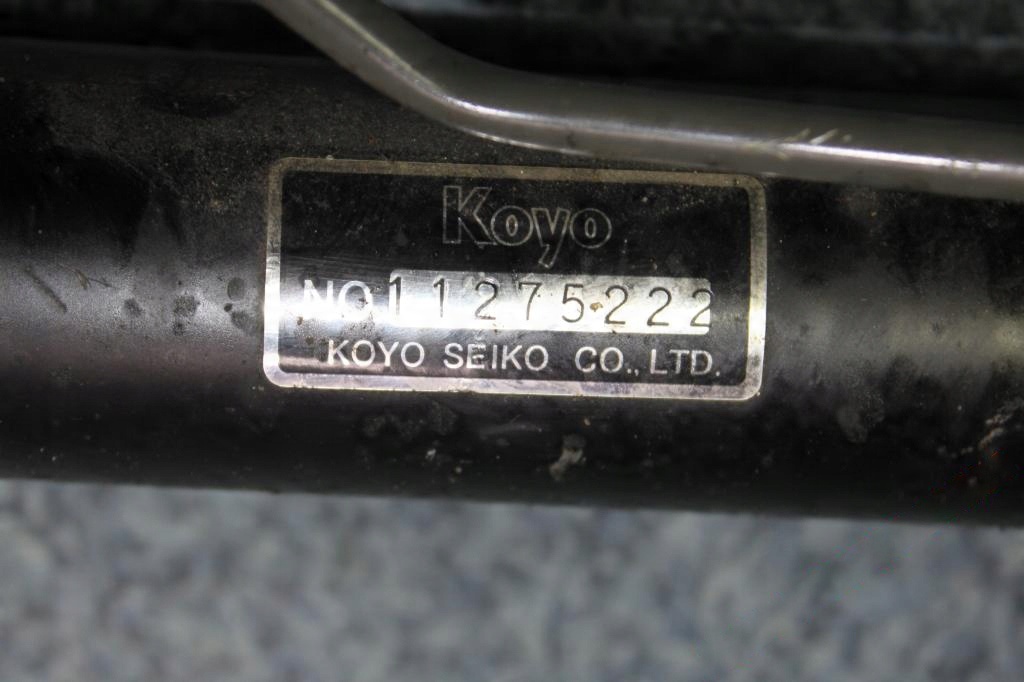 Koyo
NO. 11275222
KOYO SEIKO CO., LTD.